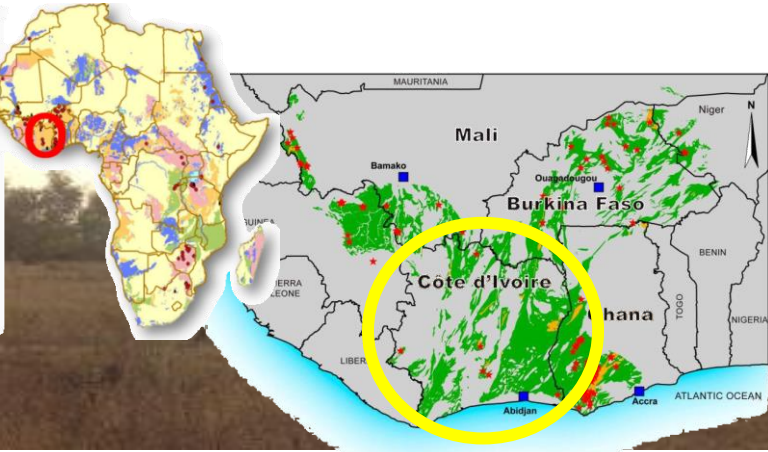 MAURITANIA
Niger
N
Mali
Bamako
Ouagadougou
Burkina Faso
GUINEA
BENIN
Côte d'Ivoire
SIERRA
LEONE
Ghana
TOGO
NIGERIA
LIBERIA
ATLANTIC OCEAN
Accra
Abidjan